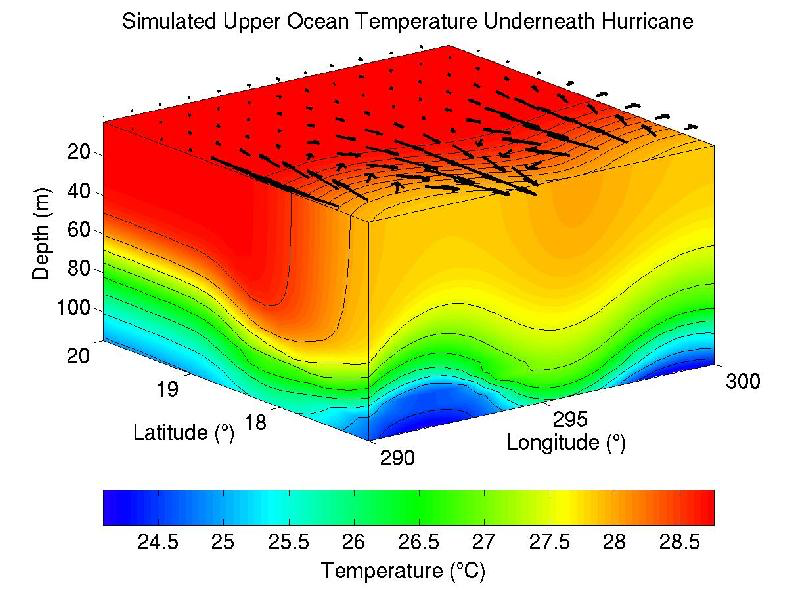 Simulated Upper Ocean Temperature Underneath Hurricane
20
40
60
80
100
Depth (m)
20
19
18
Latitude (°)
290
295
300
Longitude (°)
24.5 25 25.5 26 26.5 27 27.5 28 28.5
Temperature (°C)